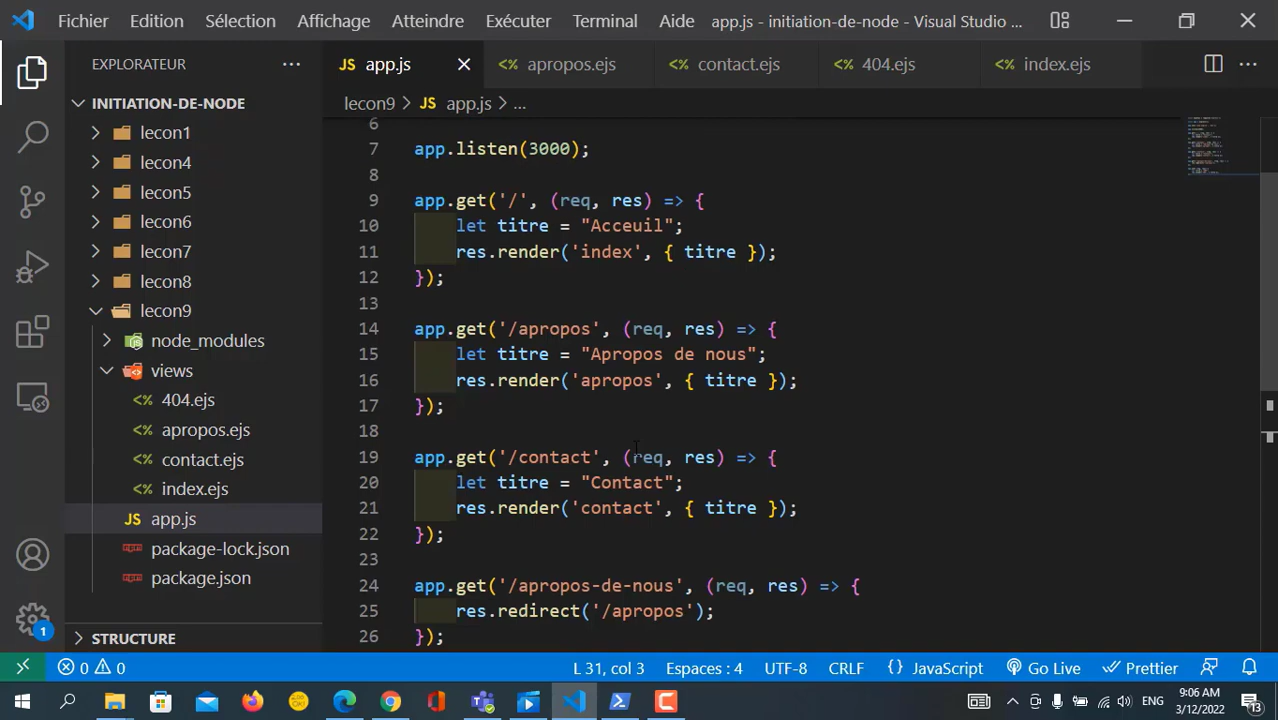 Fichier Edition Sélection Affichage Atteindre Exécuter Terminal Aide app.js - initiation-de-node - Visual Studio ...
EXPLORATEUR
INITIATION-DE-NODE
lecon1
lecon4
lecon5
lecon6
lecon7
lecon8
lecon9
node_modules
views
<% 404.ejs
<% apropos.ejs
<% contact.ejs
<% index.ejs
JS app.js
package-lock.json
package.json
STRUCTURE
JS app.js <% apropos.ejs <% contact.ejs <% 404.ejs <% index.ejs
lecon9 > JS app.js > ...
6
7 app.listen(3000);
8
9 app.get('/', (req, res) => {
10 let titre = "Acceuil";
11 res.render('index', { titre });
12 });
13
14 app.get('/apropos', (req, res) => {
15 let titre = "Apropos de nous";
16 res.render('apropos', { titre });
17 });
18
19 app.get('/contact', (req, res) => {
20 let titre = "Contact";
21 res.render('contact', { titre });
22 });
23
24 app.get('/apropos-de-nous', (req, res) => {
25 res.redirect('/apropos');
26 });
1
0 0 L 31, col 3 Espaces : 4 UTF-8 CRLF {} JavaScript Go Live Prettier
ENG 9:06 AM
3/12/2022 13